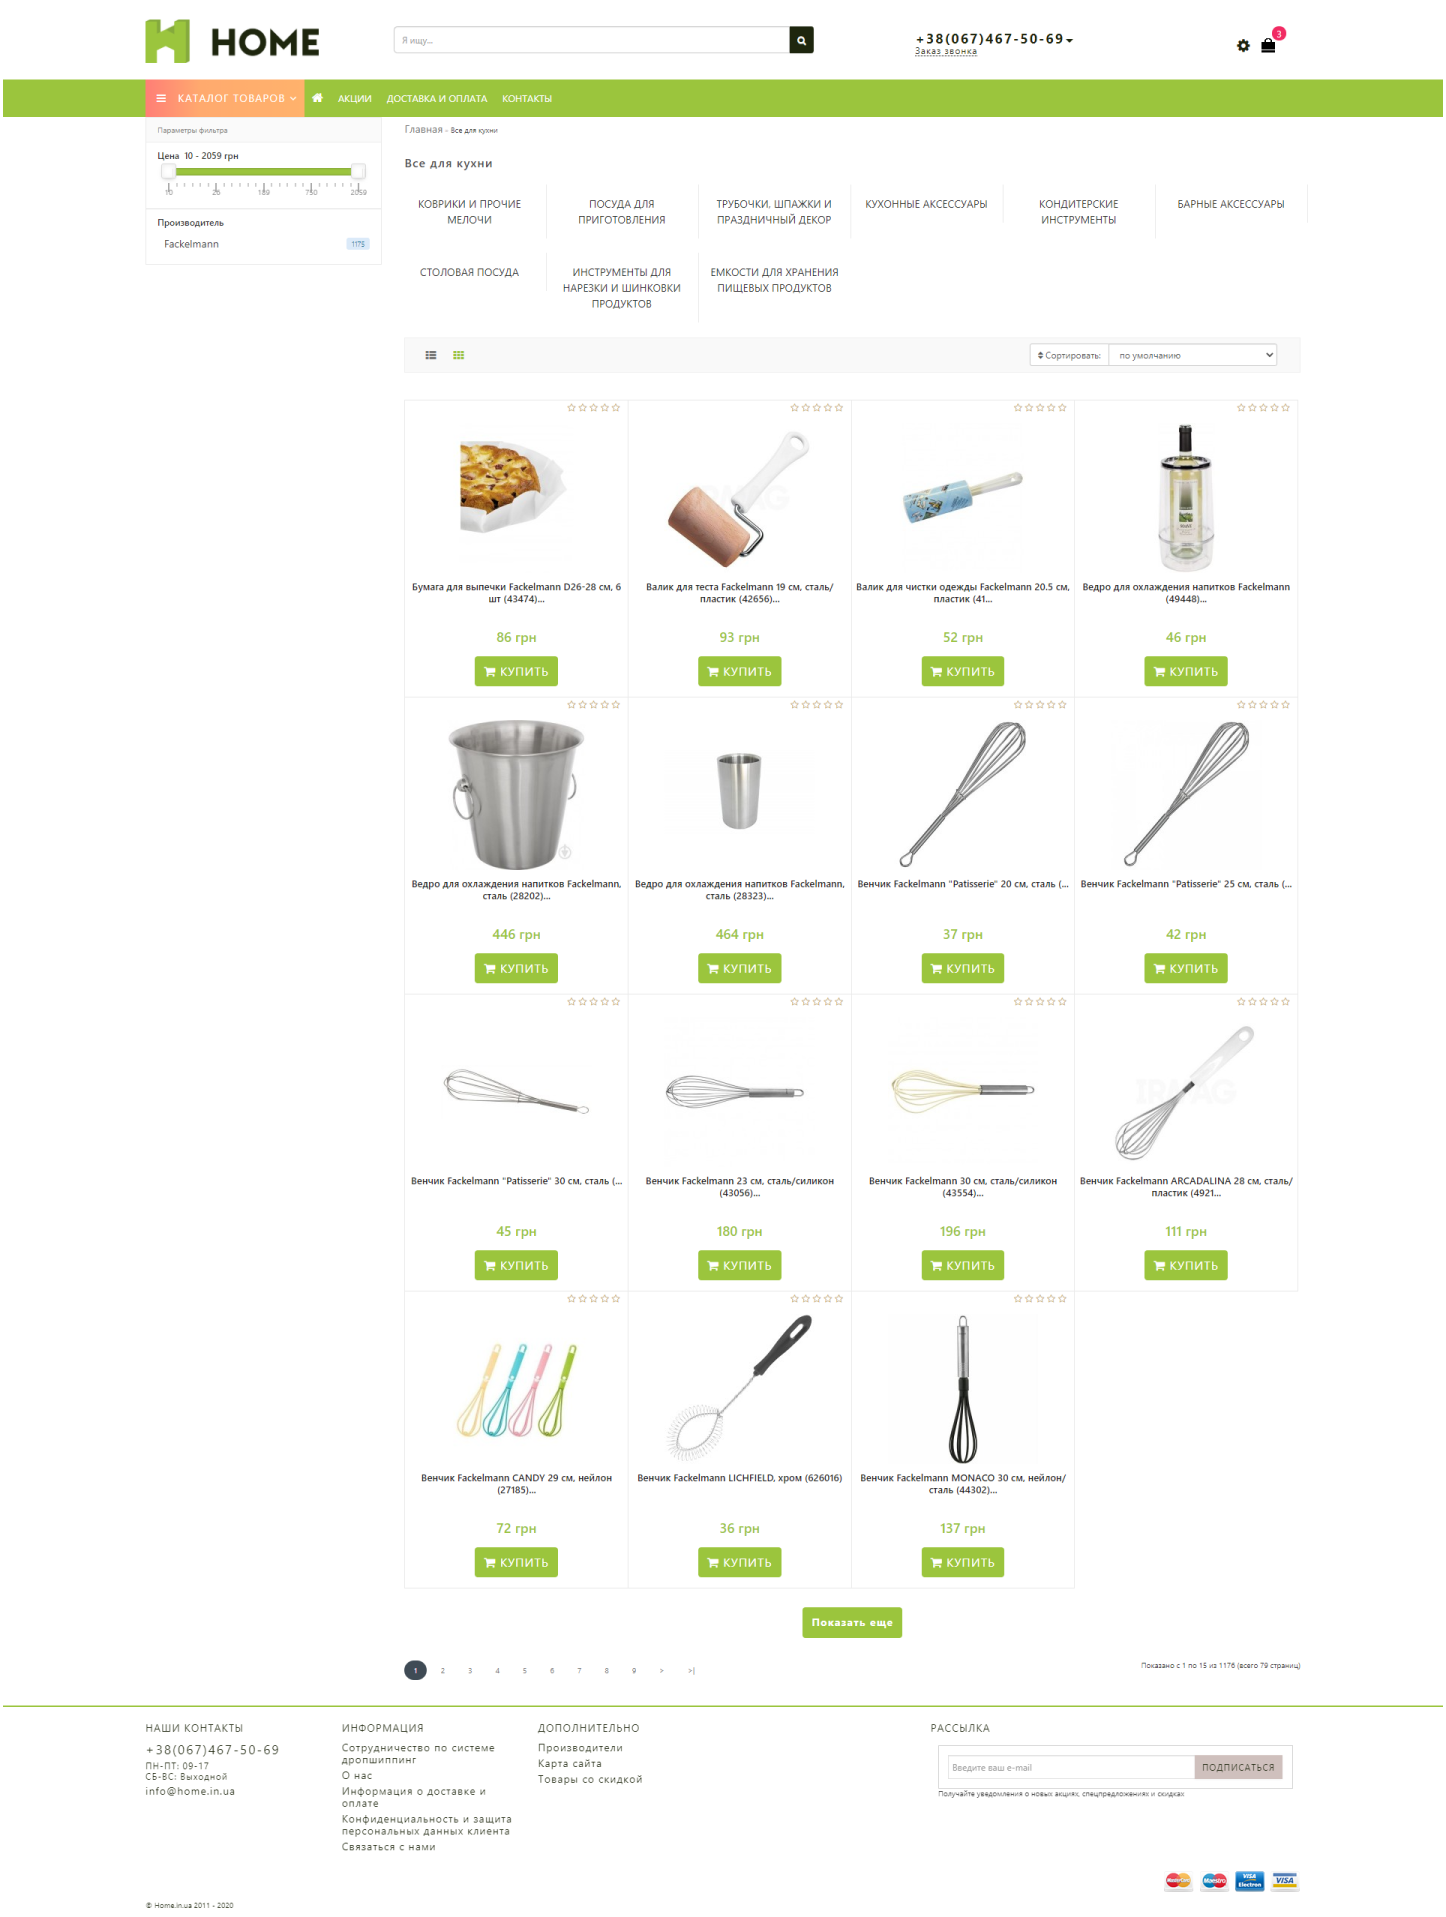 HOME
Я ищу...
+38(067)467-50-69
Заказ звонка
3
КАТАЛОГ ТОВАРОВ
АКЦИИ
ДОСТАВКА И ОПЛАТА
КОНТАКТЫ
Параметры фильтра
Цена 10 - 2059 грн
10 26 189 750 2059
Производитель
Fackelmann 1175
Главная - Все для кухни
Все для кухни
КОВРИКИ И ПРОЧИЕ
МЕЛОЧИ
ПОСУДА ДЛЯ
ПРИГОТОВЛЕНИЯ
ТРУБОЧКИ, ШПАЖКИ И
ПРАЗДНИЧНЫЙ ДЕКОР
КУХОННЫЕ АКСЕССУАРЫ
КОНДИТЕРСКИЕ
ИНСТРУМЕНТЫ
БАРНЫЕ АКСЕССУАРЫ
СТОЛОВАЯ ПОСУДА
ИНСТРУМЕНТЫ ДЛЯ
НАРЕЗКИ И ШИНКОВКИ
ПРОДУКТОВ
ЕМКОСТИ ДЛЯ ХРАНЕНИЯ
ПИЩЕВЫХ ПРОДУКТОВ
Сортировать: по умолчанию
Бумага для выпечки Fackelmann D26-28 см, 6
шт (43474)...
86 грн
КУПИТЬ
Валик для теста Fackelmann 19 см, сталь/
пластик (42656)...
93 грн
КУПИТЬ
Валик для чистки одежды Fackelmann 20.5 см,
пластик (41...
52 грн
КУПИТЬ
Ведро для охлаждения напитков Fackelmann
(49448)...
46 грн
КУПИТЬ
Ведро для охлаждения напитков Fackelmann,
сталь (28202)...
446 грн
КУПИТЬ
Ведро для охлаждения напитков Fackelmann,
сталь (28323)...
464 грн
КУПИТЬ
Венчик Fackelmann "Patisserie" 20 см, сталь (...
37 грн
КУПИТЬ
Венчик Fackelmann "Patisserie" 25 см, сталь (...
42 грн
КУПИТЬ
Венчик Fackelmann "Patisserie" 30 см, сталь (...
45 грн
КУПИТЬ
Венчик Fackelmann 23 см, сталь/силикон
(43056)...
180 грн
КУПИТЬ
Венчик Fackelmann 30 см, сталь/силикон
(43554)...
196 грн
КУПИТЬ
IRMAG
Венчик Fackelmann ARCADALINA 28 см, сталь/
пластик (4921...
111 грн
КУПИТЬ
Венчик Fackelmann CANDY 29 см, нейлон
(27185)...
72 грн
КУПИТЬ
Венчик Fackelmann LICHFIELD, хром (626016)
36 грн
КУПИТЬ
Венчик Fackelmann MONACO 30 см, нейлон/
сталь (44302)...
137 грн
КУПИТЬ
Показать еще
1 2 3 4 5 6 7 8 9 > >|
Показано с 1 по 15 из 1176 (всего 79 страниц)
НАШИ КОНТАКТЫ
+38(067)467-50-69
ПН-ПТ: 09-17
СБ-ВС: Выходной
info@home.in.ua
ИНФОРМАЦИЯ
Сотрудничество по системе
дропшиппинг
О нас
Информация о доставке и
оплате
Конфиденциальность и защита
персональных данных клиента
Связаться с нами
ДОПОЛНИТЕЛЬНО
Производители
Карта сайта
Товары со скидкой
РАССЫЛКА
Введите ваш e-mail
ПОДПИСАТЬСЯ
Получайте уведомления о новых акциях, спецпредложениях и скидках
MasterCard Maestro VISA Electron VISA
© Home.in.ua 2011 - 2020